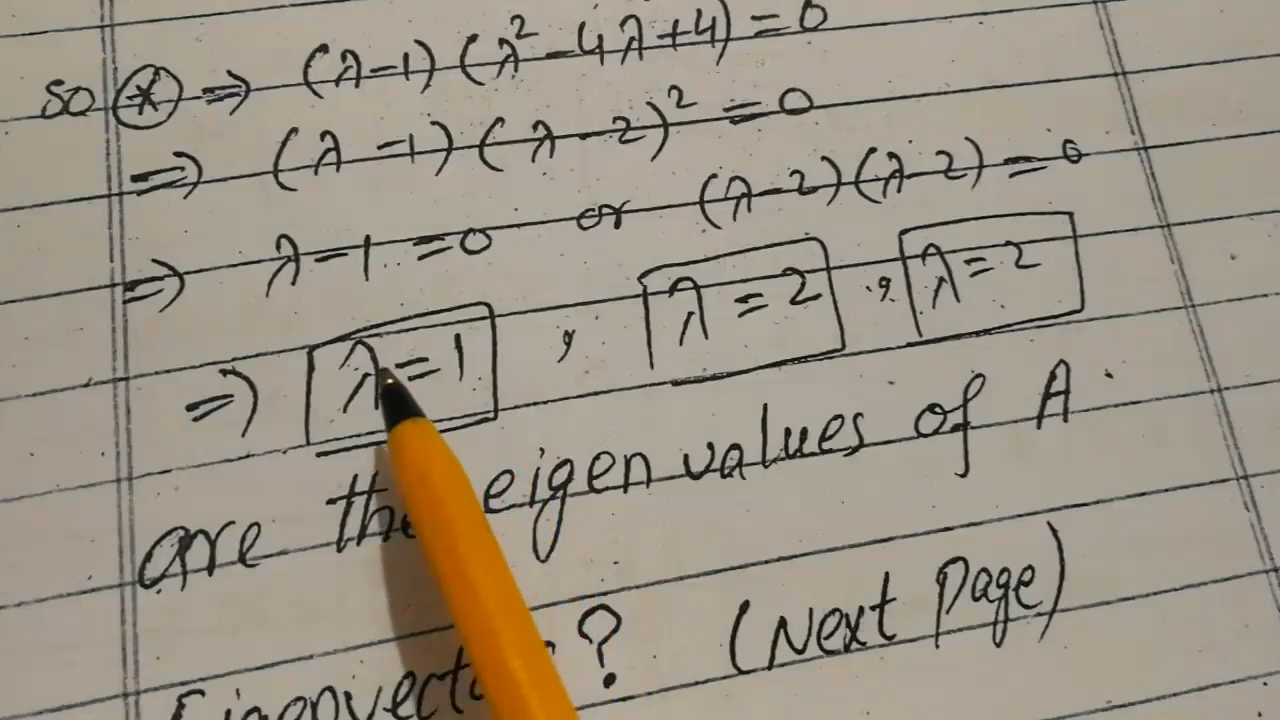 so ⊛ ⇒ (λ-1) (λ²-4λ+4) = 0
⇒ (λ-1) (λ-2)² = 0
⇒ λ-1 = 0 or (λ-2)(λ-2) = 0
⇒ λ=1 , λ=2 , λ=2
are the eigen values of A.
? (Next Page)